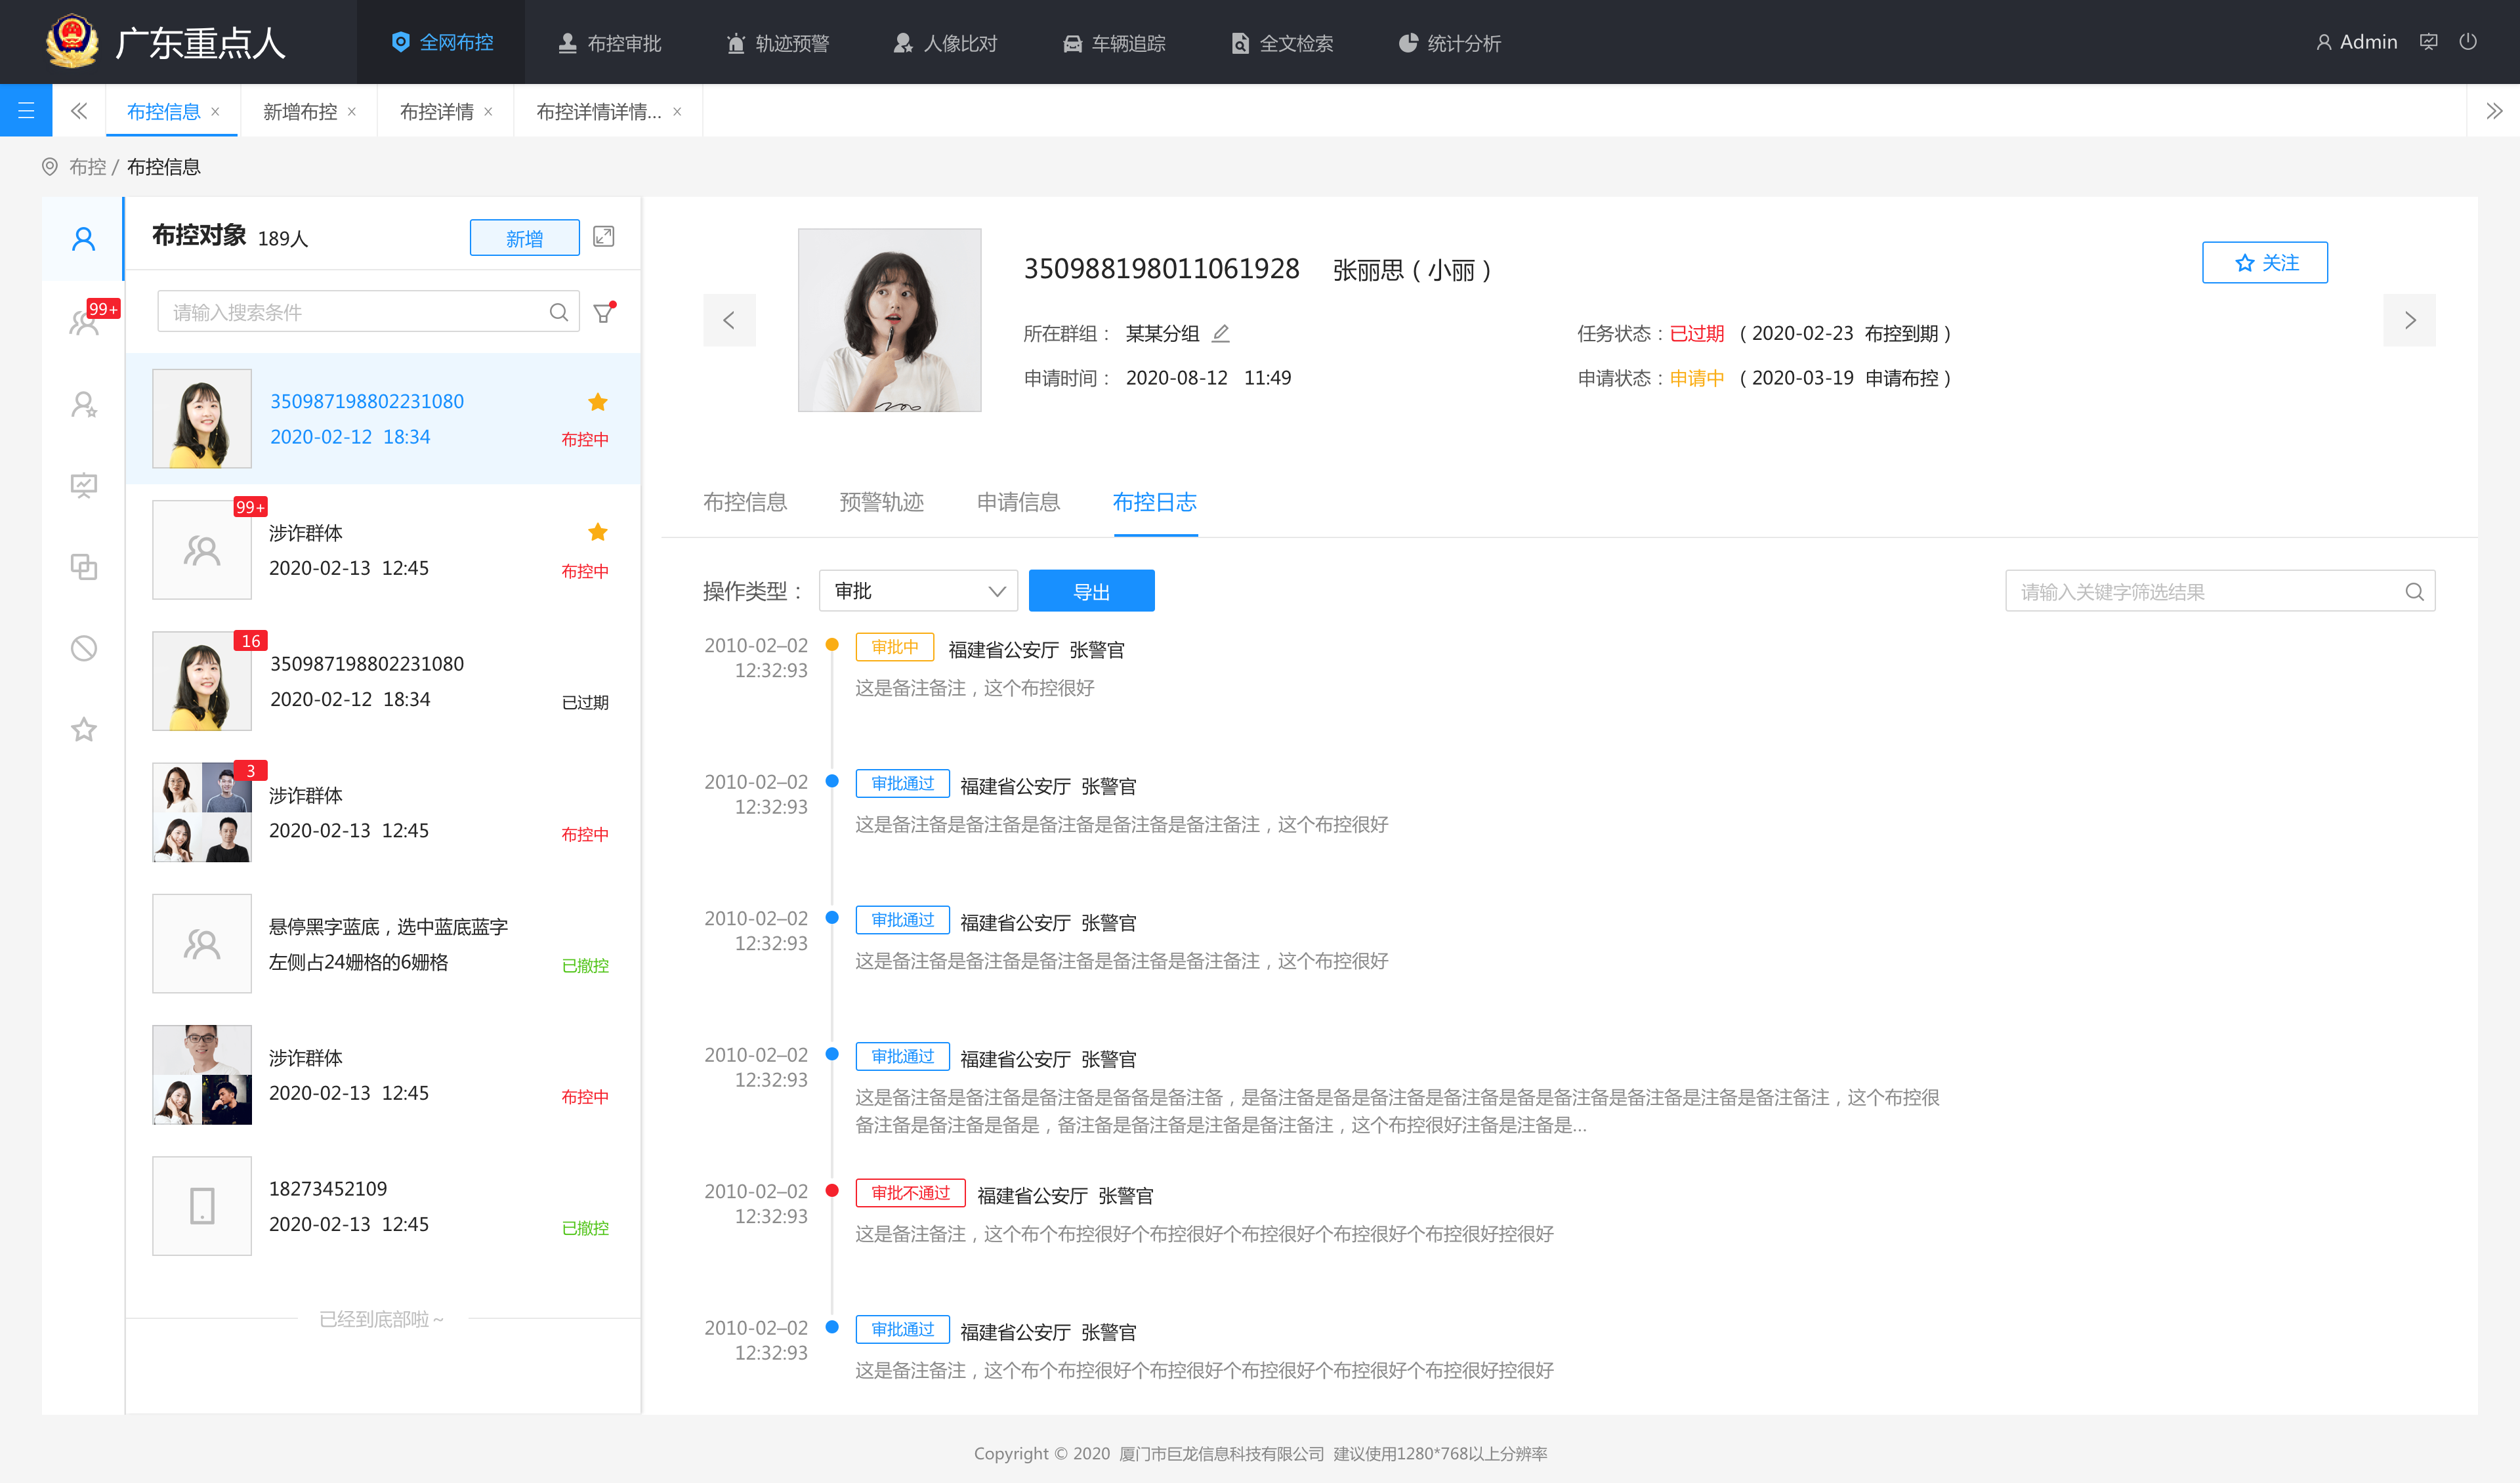 广东重点人
全网布控
布控审批
轨迹预警
人像比对
车辆追踪
全文检索
统计分析
Admin
布控信息 ×
新增布控 ×
布控详情 ×
布控详情详情... ×
布控 / 布控信息
布控对象 189人
新增
99+
请输入搜索条件
350987198802231080
2020-02-12 18:34
布控中
99+
涉诈群体
2020-02-13 12:45
布控中
16
350987198802231080
2020-02-12 18:34
已过期
3
涉诈群体
2020-02-13 12:45
布控中
悬停黑字蓝底，选中蓝底蓝字
左侧占24姗格的6姗格
已撤控
涉诈群体
2020-02-13 12:45
布控中
18273452109
2020-02-13 12:45
已撤控
已经到底部啦～
350988198011061928 张丽思（小丽）
关注
所在群组： 某某分组
任务状态：已过期 （2020-02-23 布控到期）
申请时间： 2020-08-12 11:49
申请状态：申请中 （2020-03-19 申请布控）
布控信息
预警轨迹
申请信息
布控日志
操作类型： 审批
导出
请输入关键字筛选结果
2010-02–02
12:32:93
审批中 福建省公安厅 张警官
这是备注备注，这个布控很好
2010-02–02
12:32:93
审批通过 福建省公安厅 张警官
这是备注备是备注备是备注备是备注备是备注备注，这个布控很好
2010-02–02
12:32:93
审批通过 福建省公安厅 张警官
这是备注备是备注备是备注备是备注备是备注备注，这个布控很好
2010-02–02
12:32:93
审批通过 福建省公安厅 张警官
这是备注备是备注备是备注备是备备是备注备，是备注备是备是备注备是备注备是备是备注备是备注备是注备是备注备注，这个布控很
备注备是备注备是备是，备注备是备注备是注备是备注备注，这个布控很好注备是注备是...
2010-02–02
12:32:93
审批不通过 福建省公安厅 张警官
这是备注备注，这个布个布控很好个布控很好个布控很好个布控很好个布控很好控很好
2010-02–02
12:32:93
审批通过 福建省公安厅 张警官
这是备注备注，这个布个布控很好个布控很好个布控很好个布控很好个布控很好控很好
Copyright © 2020 厦门市巨龙信息科技有限公司 建议使用1280*768以上分辨率